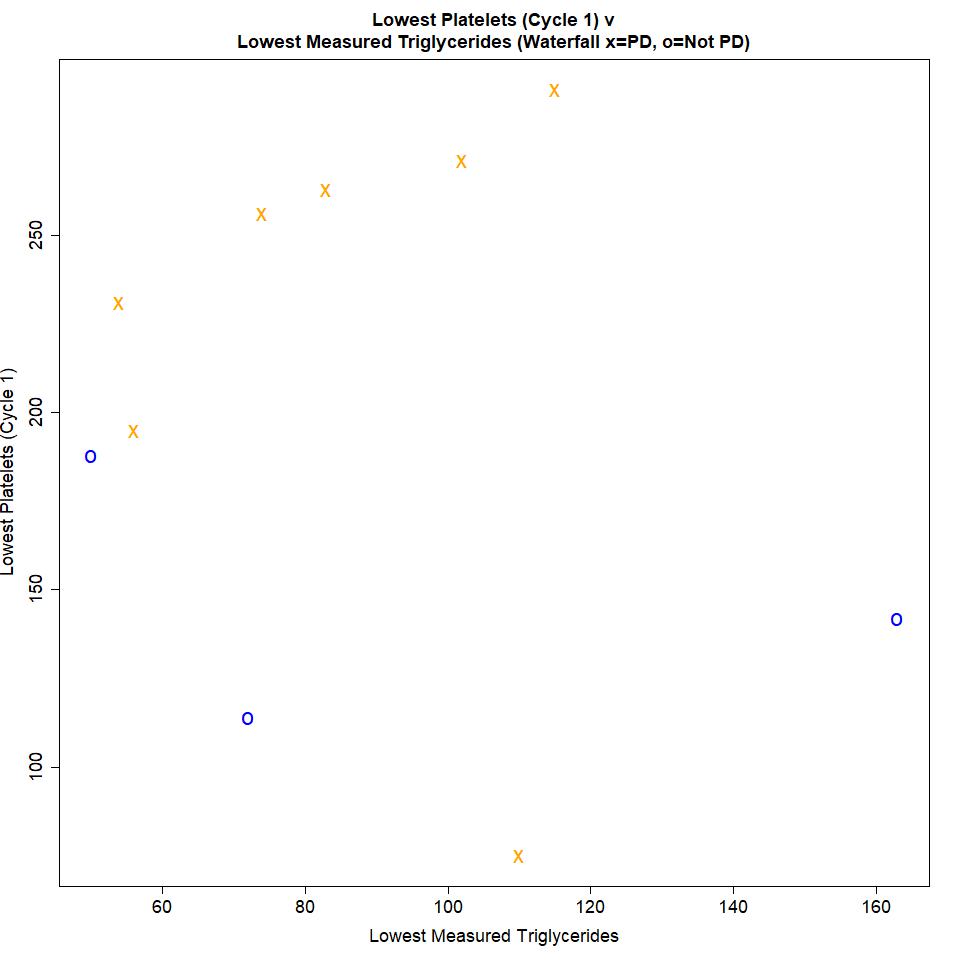 Lowest Platelets (Cycle 1) v
Lowest Measured Triglycerides (Waterfall x=PD, o=Not PD)
Lowest Platelets (Cycle 1)
250
200
150
100
X
X
X
X
X
X
O
O
O
X
60 80 100 120 140 160
Lowest Measured Triglycerides